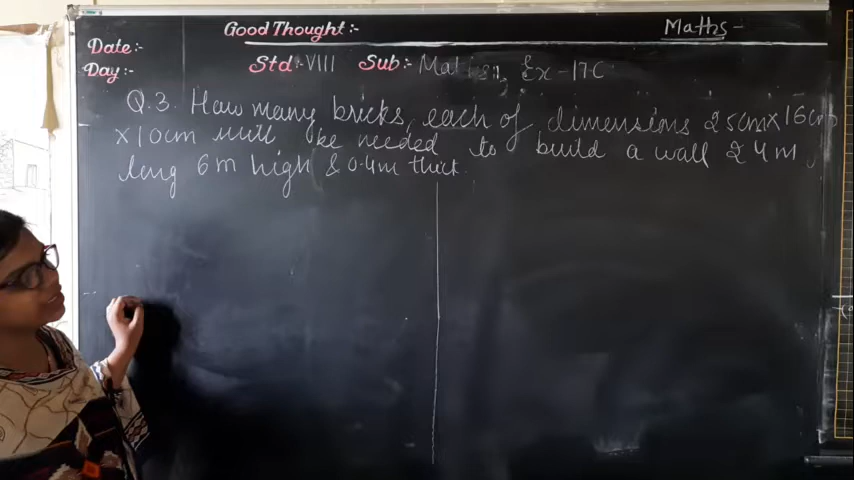 Good Thought:-
Maths-
Date:-
Day:-
Std:- VIII Sub:- Maths, Ex-17C
Q.3. How many bricks, each of dimensions 25cm x 16cm
x 10cm will be needed to build a wall 24m
long 6m high & 0.4m thick.